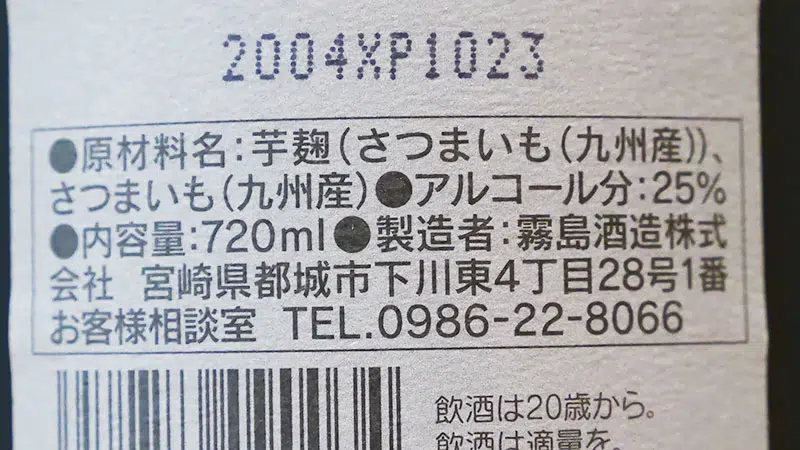 2004XP1023
●原材料名:芋麹(さつまいも(九州産))、
さつまいも(九州産)●アルコール分:25%
●内容量:720ml●製造者:霧島酒造株式
会社 宮崎県都城市下川東4丁目28号1番
お客様相談室 TEL.0986-22-8066
飲酒は20歳から。
飲酒は適量を。